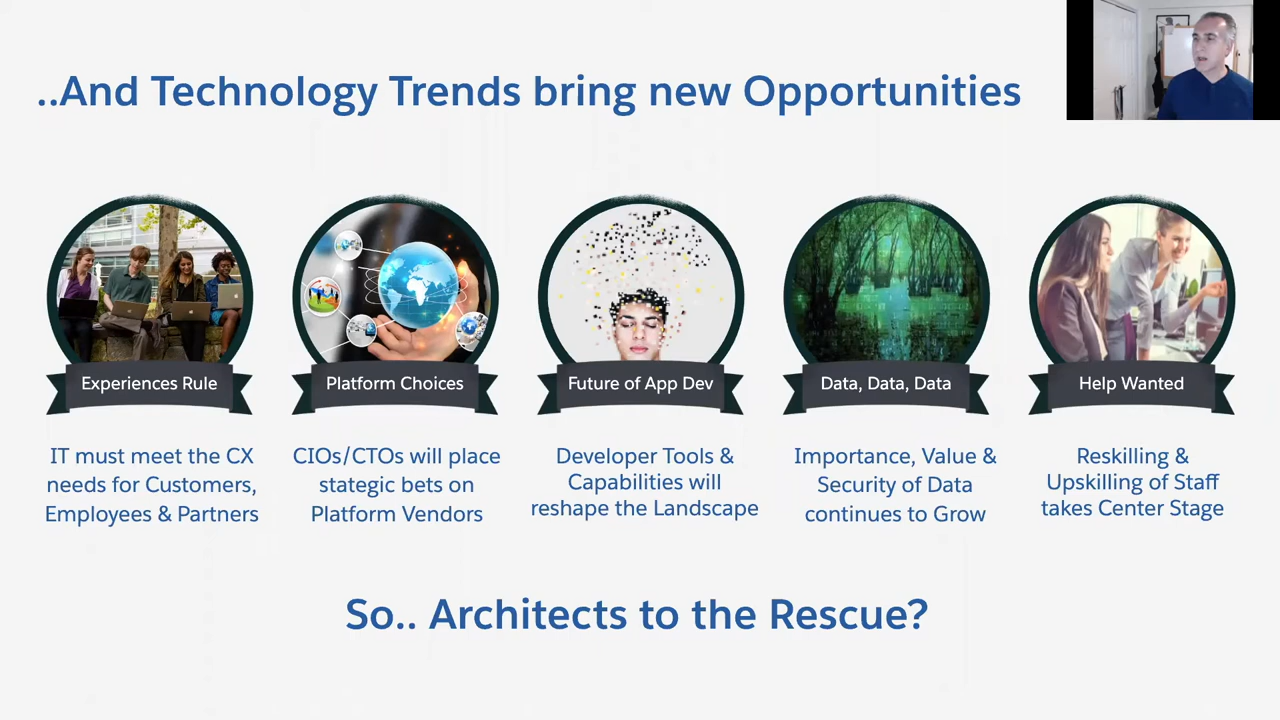 ..And Technology Trends bring new Opportunities
Experiences Rule
Platform Choices
Future of App Dev
Data, Data, Data
Help Wanted
IT must meet the CX
needs for Customers,
Employees & Partners
CIOs/CTOs will place
stategic bets on
Platform Vendors
Developer Tools &
Capabilities will
reshape the Landscape
Importance, Value &
Security of Data
continues to Grow
Reskilling &
Upskilling of Staff
takes Center Stage
So.. Architects to the Rescue?